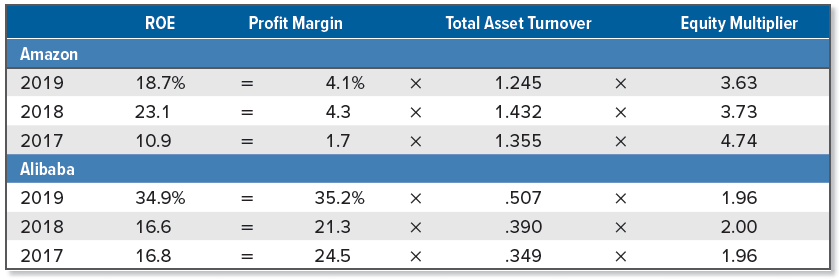 ROE Profit Margin Total Asset Turnover Equity Multiplier
Amazon
2019 18.7% = 4.1% × 1.245 × 3.63
2018 23.1 = 4.3 × 1.432 × 3.73
2017 10.9 = 1.7 × 1.355 × 4.74
Alibaba
2019 34.9% = 35.2% × .507 × 1.96
2018 16.6 = 21.3 × .390 × 2.00
2017 16.8 = 24.5 × .349 × 1.96